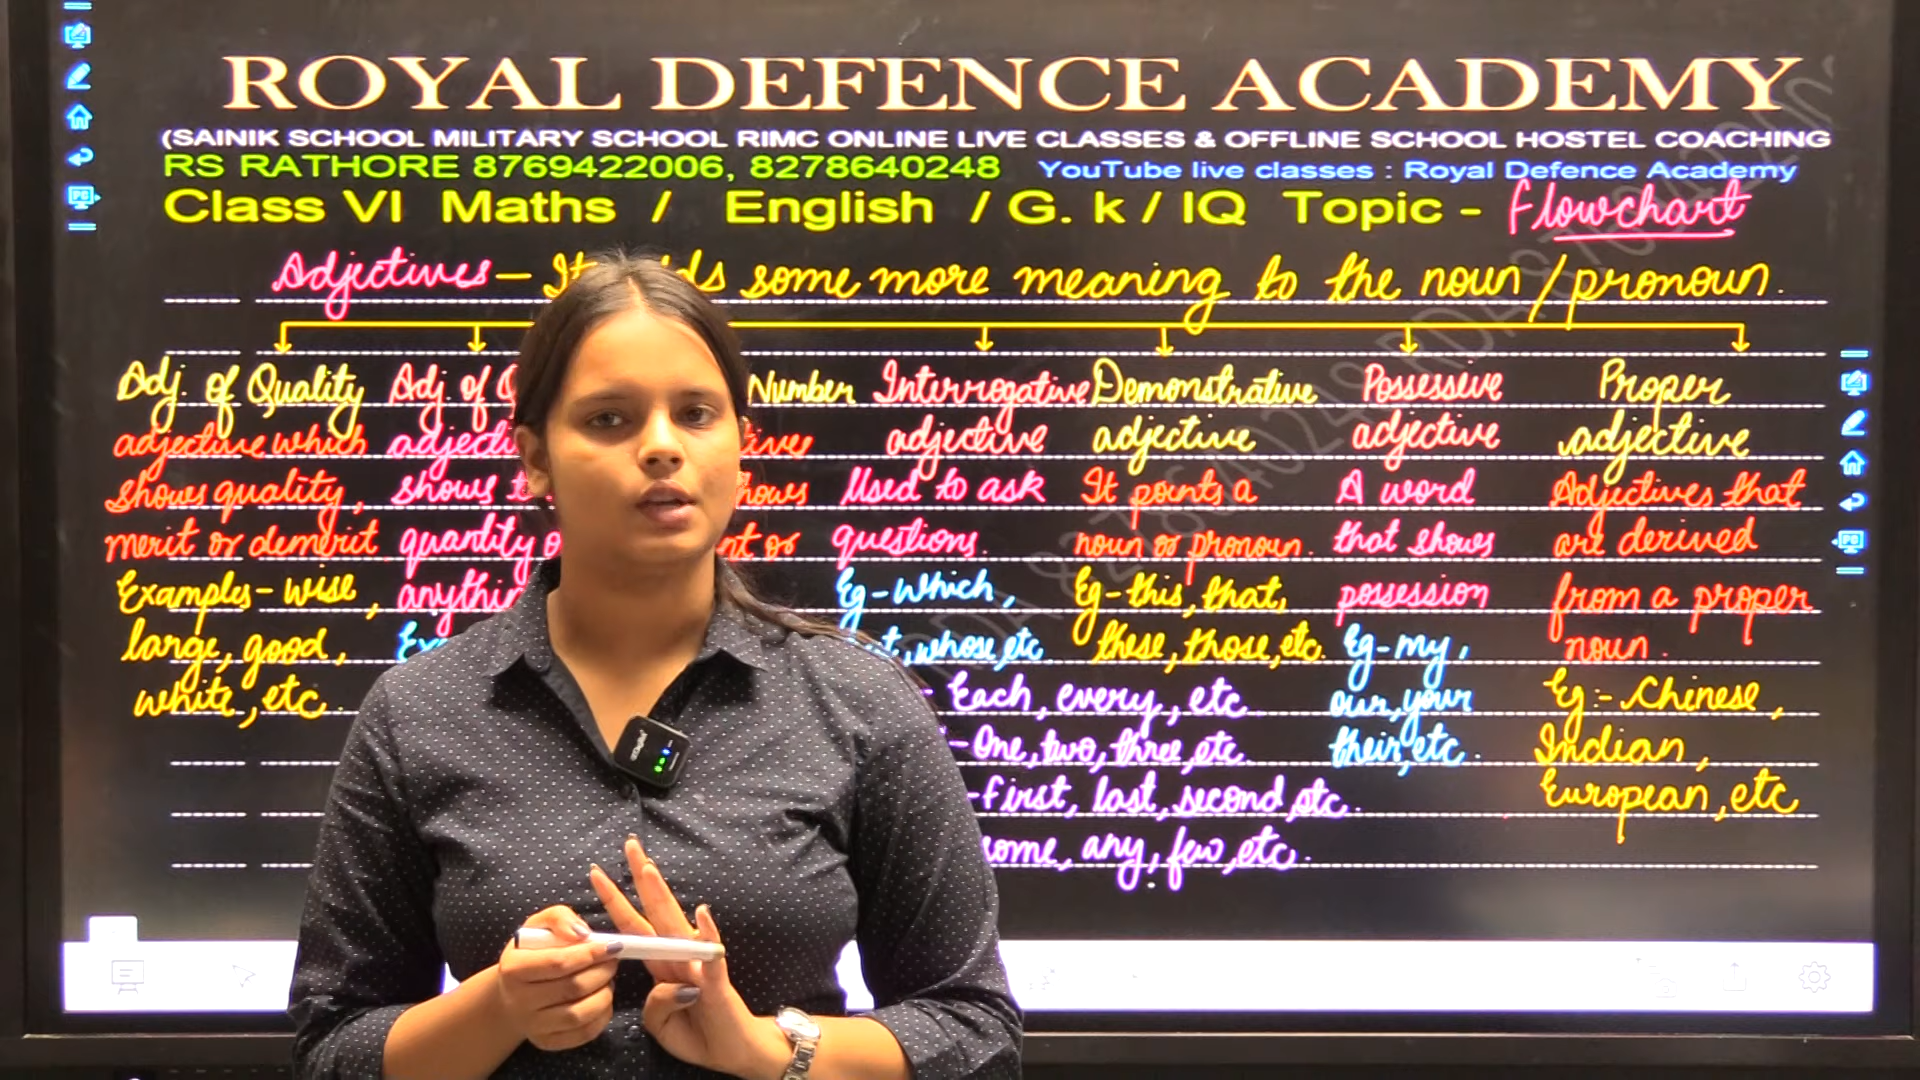 ROYAL DEFENCE ACADEMY
(SAINIK SCHOOL MILITARY SCHOOL RIMC ONLINE LIVE CLASSES & OFFLINE SCHOOL HOSTEL COACHING
RS RATHORE 8769422006, 8278640248 YouTube live classes : Royal Defence Academy
Class VI Maths / English / G. k / IQ Topic - Flowchart
Adjectives - It some more meaning to the noun / pronoun.
Adj. of Quality
adjective which
shows quality,
merit or demerit
Examples - wise,
large, good,
white, etc.
Adj. of
shows
quantity
Number
Interrogative
adjective
Used to ask
questions.
Eg - which,
whose, etc
Demonstrative
adjective
It points a
noun or pronoun.
Eg - this, that,
these, those, etc.
Each, every, etc.
- One, two, three, etc.
- First, last, second, etc.
some, any, few, etc.
Possessive
adjective
A word
that shows
possession
Eg - my,
our, your
their, etc.
Proper
adjective
Adjectives that
are derived
from a proper
noun.
Eg :- Chinese,
Indian,
European, etc